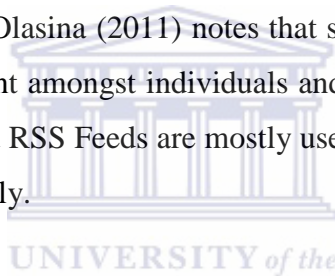 Olasina (2011) notes that s
nt amongst individuals and
RSS Feeds are mostly use
ly.
UNIVERSITY of the